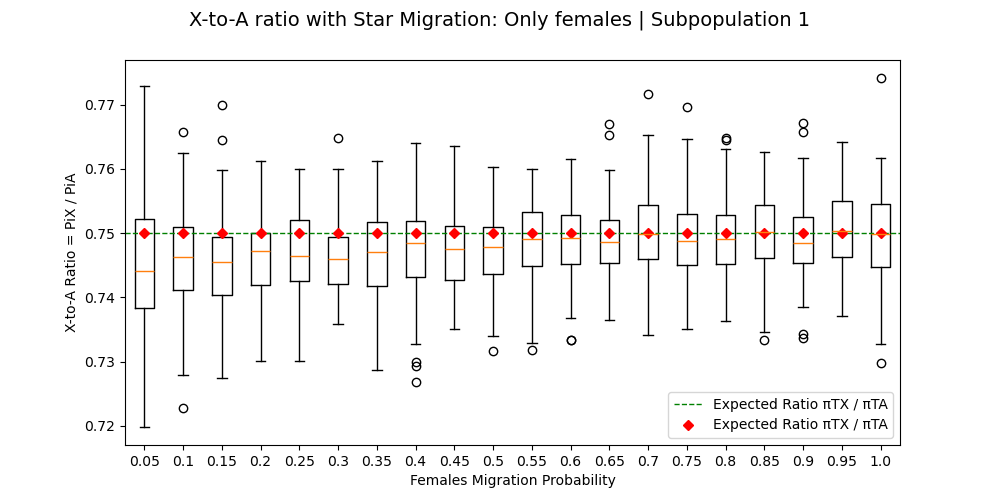 X-to-A ratio with Star Migration: Only females | Subpopulation 1
X-to-A Ratio = PiX / PiA
0.77
0.76
0.75
0.74
0.73
0.72
Expected Ratio πTX / πTA
Expected Ratio πTX / πTA
0.05 0.1 0.15 0.2 0.25 0.3 0.35 0.4 0.45 0.5 0.55 0.6 0.65 0.7 0.75 0.8 0.85 0.9 0.95 1.0
Females Migration Probability